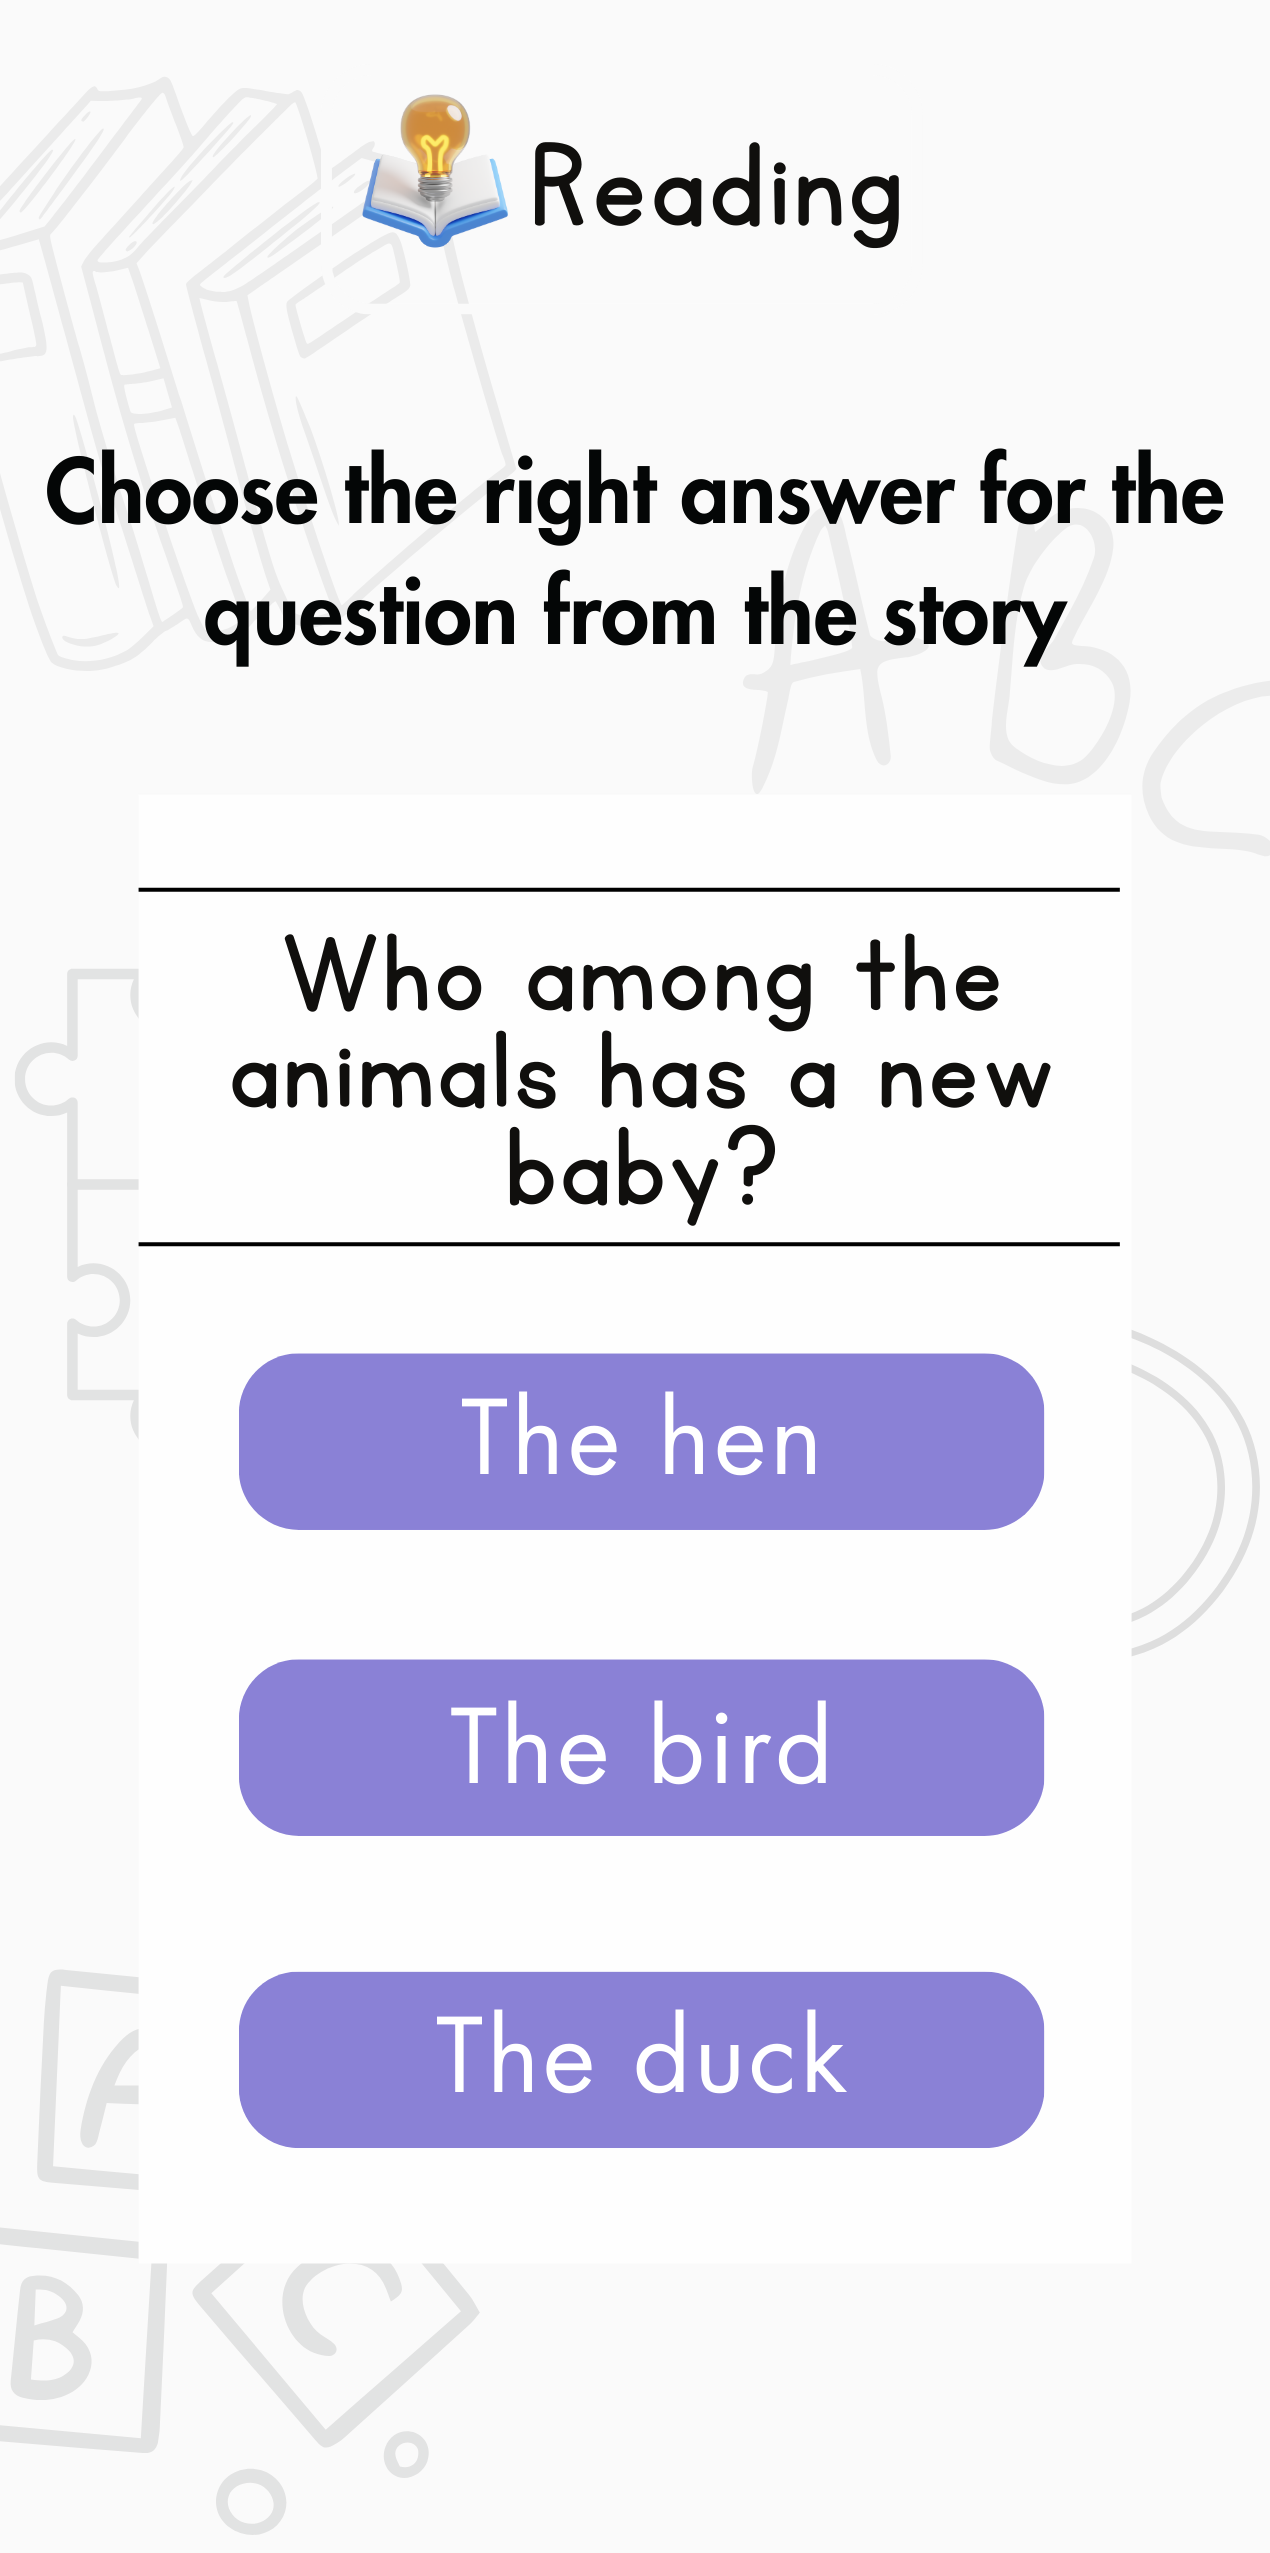 Reading
Choose the right answer for the
question from the story
A B
Who among the
animals has a new
baby?
The hen
The bird
The duck
A
B
C